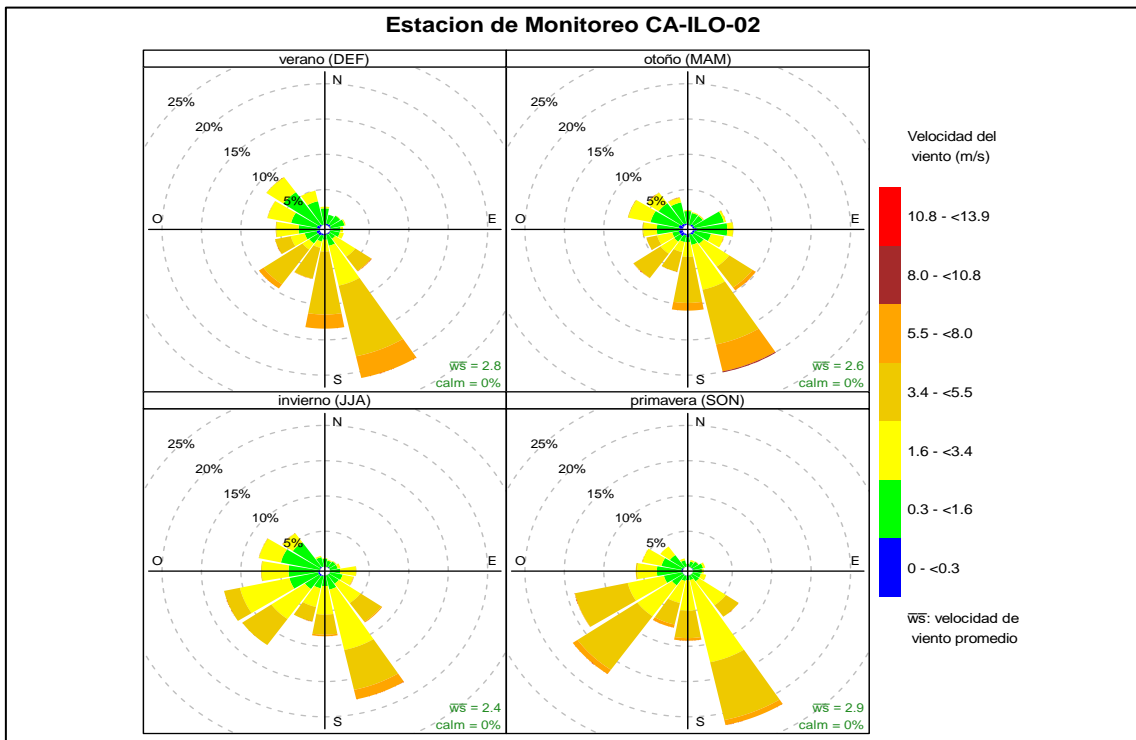 Estacion de Monitoreo CA-ILO-02
verano (DEF)
N
25%
20%
15%
10%
5%
O
E
S
ws = 2.8
calm = 0%
otoño (MAM)
N
25%
20%
15%
10%
5%
O
E
S
ws = 2.6
calm = 0%
invierno (JJA)
N
25%
20%
15%
10%
5%
O
E
S
ws = 2.4
calm = 0%
primavera (SON)
N
25%
20%
15%
10%
5%
O
E
S
ws = 2.9
calm = 0%
Velocidad del
viento (m/s)
10.8 - <13.9
8.0 - <10.8
5.5 - <8.0
3.4 - <5.5
1.6 - <3.4
0.3 - <1.6
0 - <0.3
ws: velocidad de
viento promedio